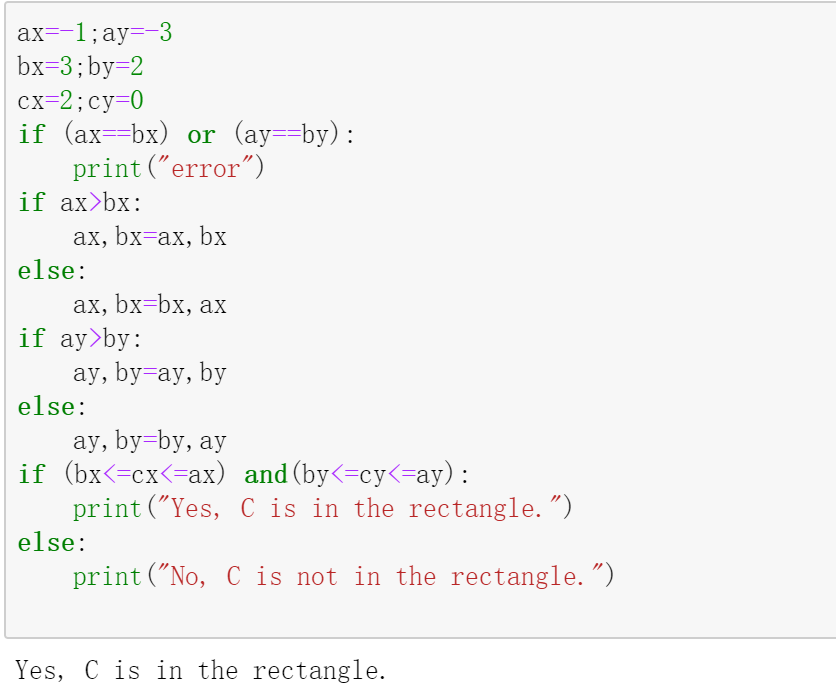 ax=-1;ay=-3
bx=3;by=2
cx=2;cy=0
if (ax==bx) or (ay==by):
    print("error")
if ax>bx:
    ax,bx=ax,bx
else:
    ax,bx=bx,ax
if ay>by:
    ay,by=ay,by
else:
    ay,by=by,ay
if (bx<=cx<=ax) and(by<=cy<=ay):
    print("Yes, C is in the rectangle.")
else:
    print("No, C is not in the rectangle.")
Yes, C is in the rectangle.